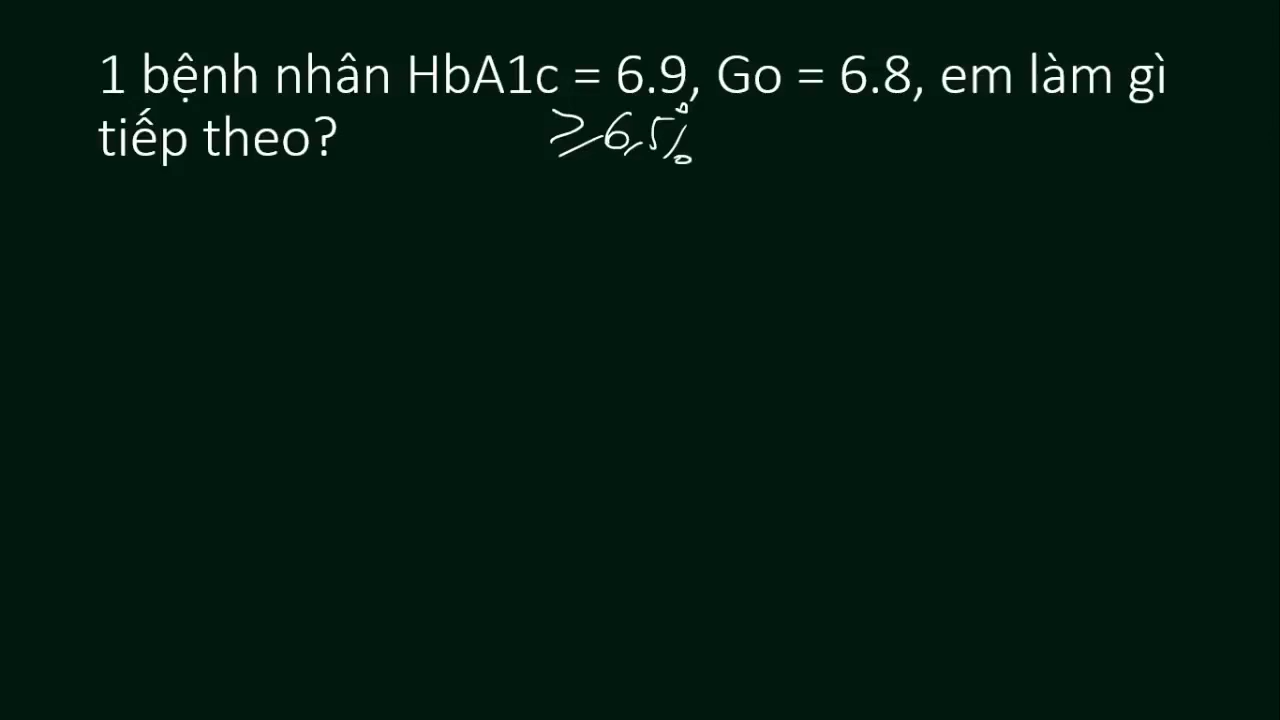 1 bệnh nhân HbA1c = 6.9, Go = 6.8, em làm gì
tiếp theo?
≥6,5%